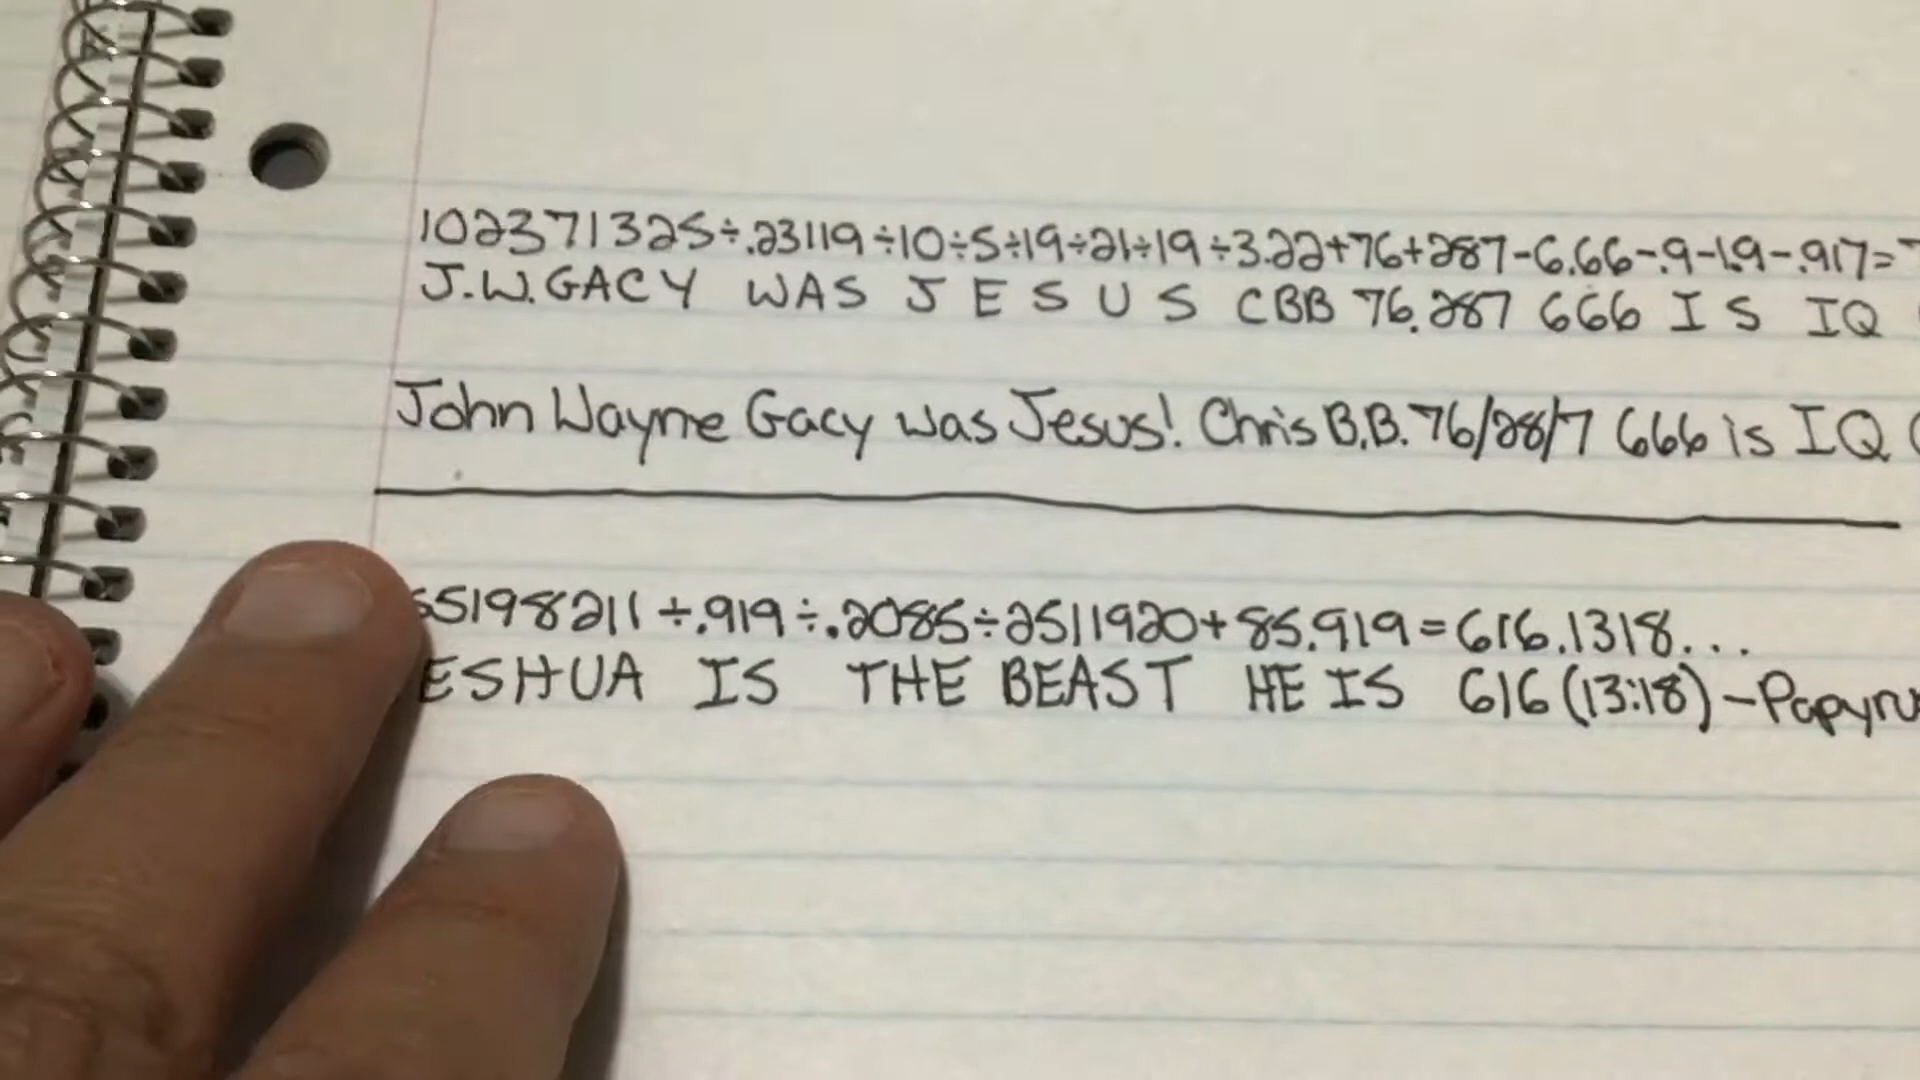 102371325÷.23119÷10÷5÷19÷21÷19÷3.22+76+287-6.66-.9-1.9-.917=
J.W.GACY WAS J E S U S CBB 76.287 666 I S IQ
John Wayne Gacy was Jesus! Chris B.B. 76/28/7 666 is IQ
55198211÷.919÷.2085÷2511920+85.919=616.1318...
ESHUA IS THE BEAST HE IS 616(13:18)-Papyru